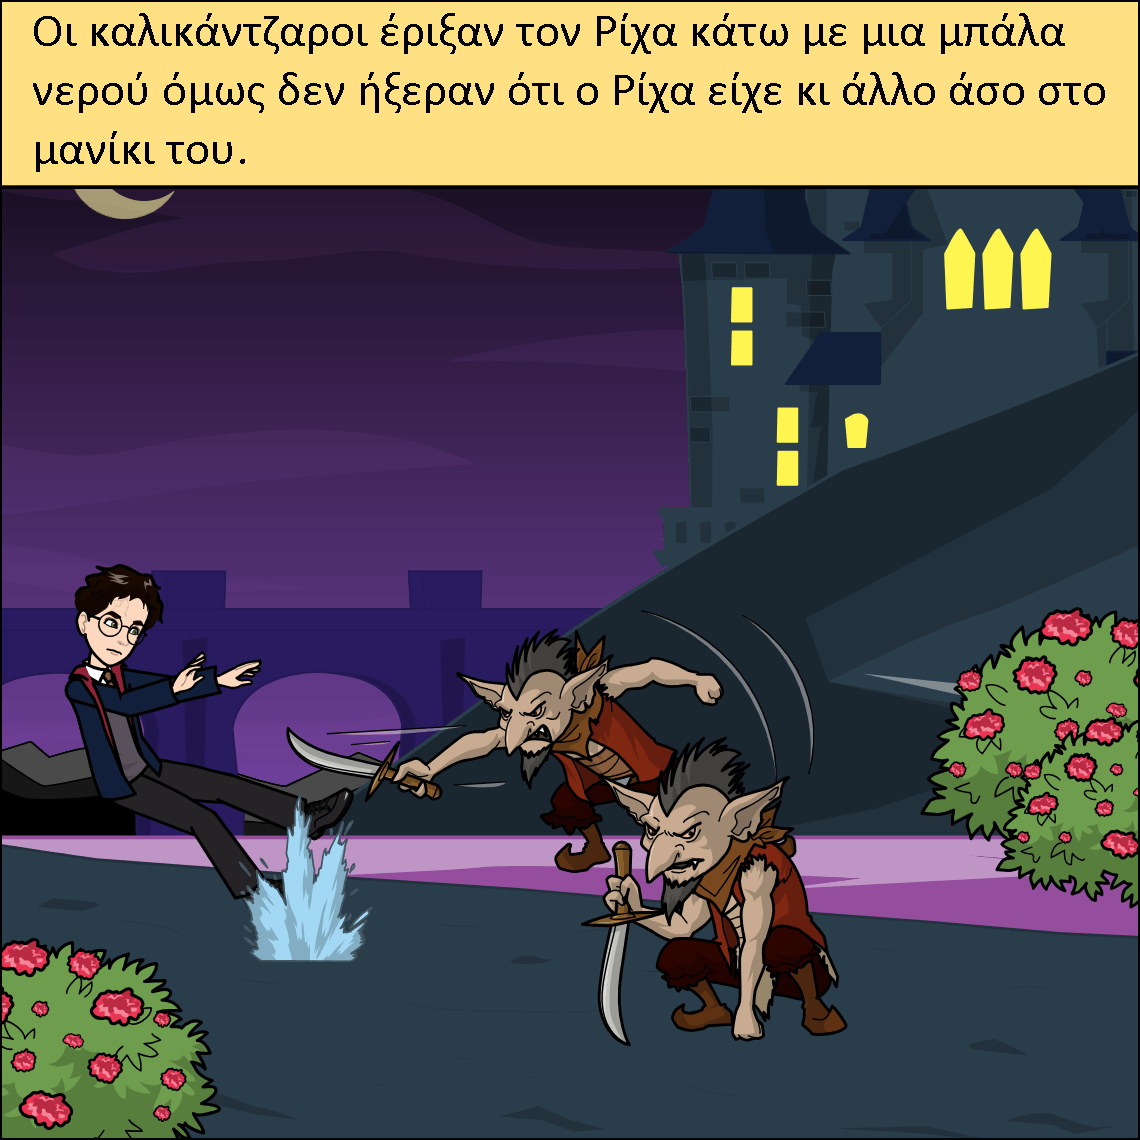 Οι καλικάντζαροι έριξαν τον Ρίχα κάτω με μια μπάλα
νερού όμως δεν ήξεραν ότι ο Ρίχα είχε κι άλλο άσο στο
μανίκι του.